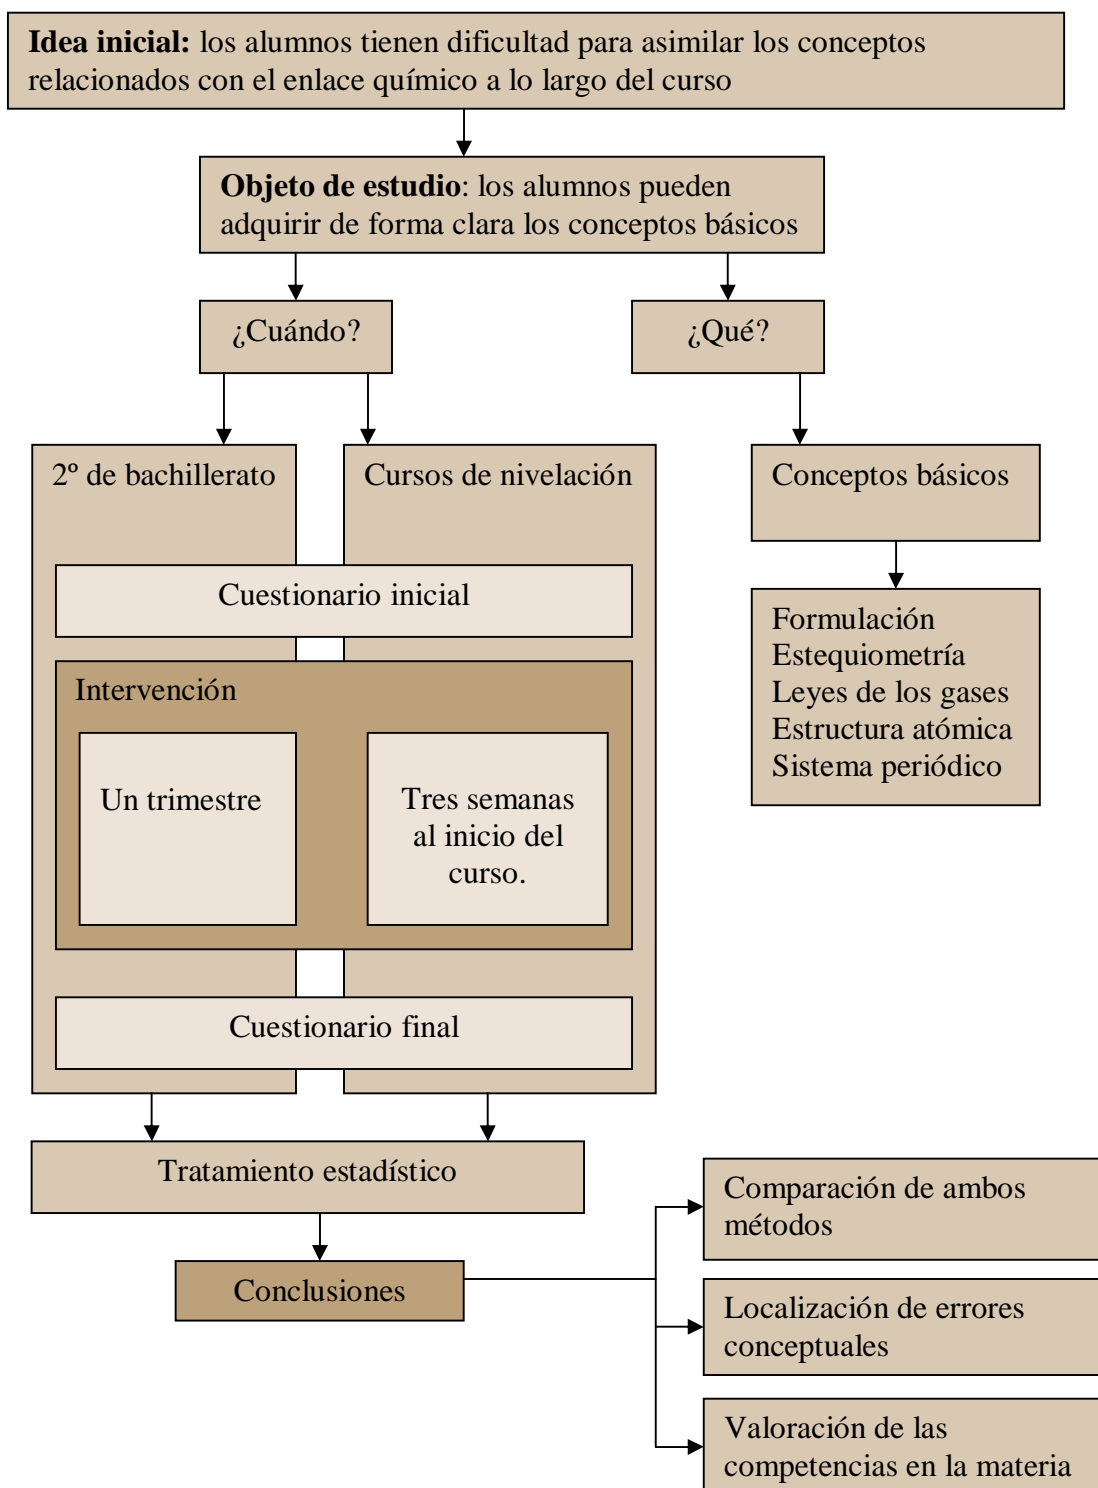 Idea inicial: los alumnos tienen dificultad para asimilar los conceptos
relacionados con el enlace químico a lo largo del curso
Objeto de estudio: los alumnos pueden
adquirir de forma clara los conceptos básicos
¿Cuándo?
¿Qué?
2º de bachillerato
Cursos de nivelación
Conceptos básicos
Cuestionario inicial
Formulación
Estequiometría
Leyes de los gases
Estructura atómica
Sistema periódico
Intervención
Un trimestre
Tres semanas
al inicio del
curso.
Cuestionario final
Tratamiento estadístico
Conclusiones
Comparación de ambos
métodos
Localización de errores
conceptuales
Valoración de las
competencias en la materia